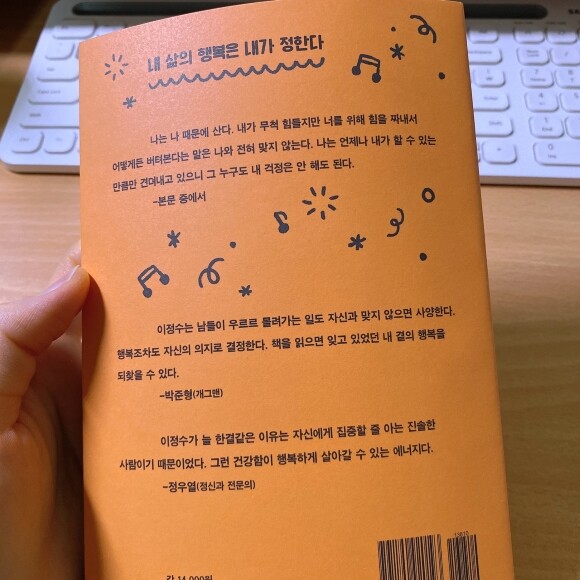 내 삶의 행복은 내가 정한다
나는 나 때문에 산다. 내가 무척 힘들지만 너를 위해 힘을 짜내서
어떻게든 버텨본다는 말은 나와 전혀 맞지 않는다. 나는 언제나 내가 할 수 있는
만큼만 견뎌내고 있으니 그 누구도 내 걱정은 안 해도 된다.
-본문 중에서
이정수는 남들이 우르르 몰려가는 일도 자신과 맞지 않으면 사양한다.
행복조차도 자신의 의지로 결정한다. 책을 읽으면 잊고 있었던 내 곁의 행복을
되찾을 수 있다.
-박준형(개그맨)
이정수가 늘 한결같은 이유는 자신에게 집중할 줄 아는 진솔한
사람이기 때문이었다. 그런 건강함이 행복하게 살아갈 수 있는 에너지다.
-정우열(정신과 전문의)
값 14,000원